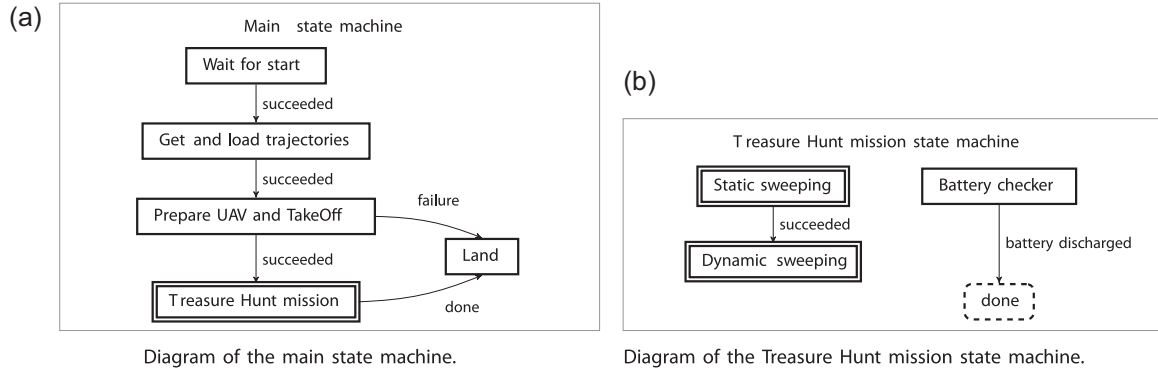 (a)
Main state machine
Wait for start
succeeded
Get and load trajectories
succeeded
Prepare UAV and TakeOff
failure
succeeded
Land
Treasure Hunt mission
done
Diagram of the main state machine.
(b)
Treasure Hunt mission state machine
Static sweeping
Battery checker
succeeded
battery discharged
Dynamic sweeping
done
Diagram of the Treasure Hunt mission state machine.